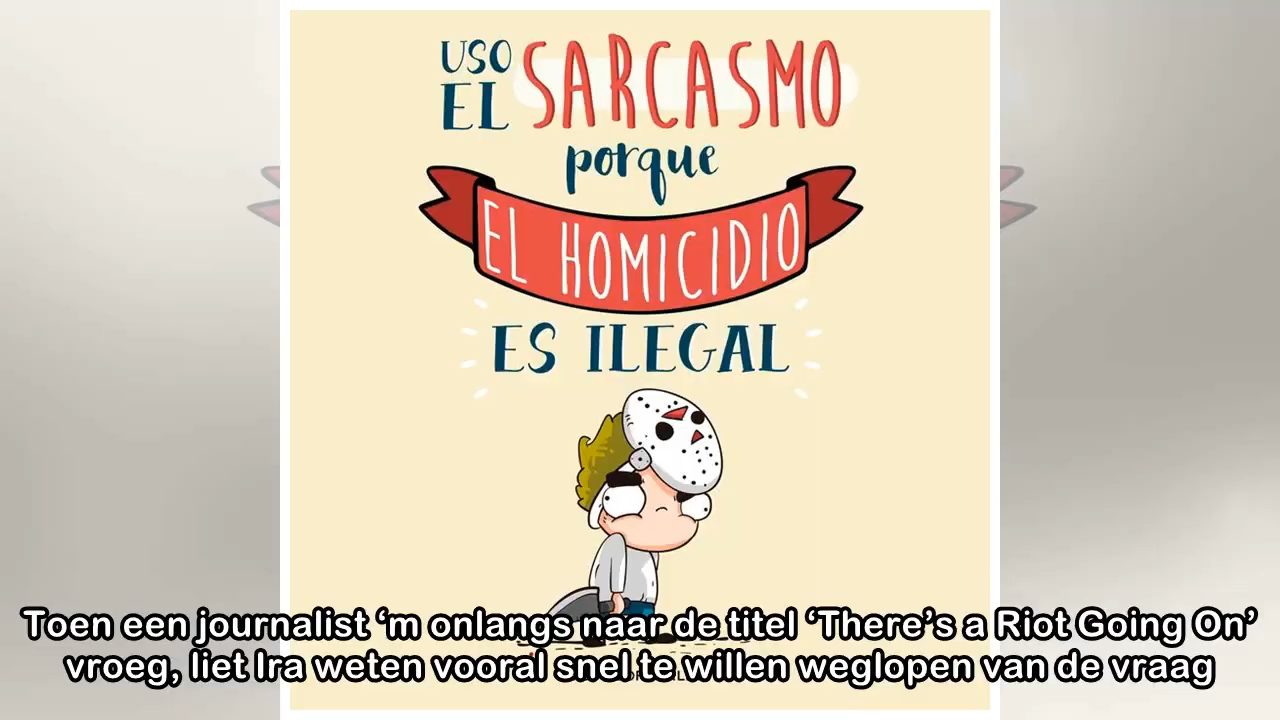 USO
EL SARCASMO
porque
EL HOMICIDIO
ES ILEGAL
Toen een journalist ‘m onlangs naar de titel ‘There’s a Riot Going On’
vroeg, liet Ira weten vooral snel te willen weglopen van de vraag